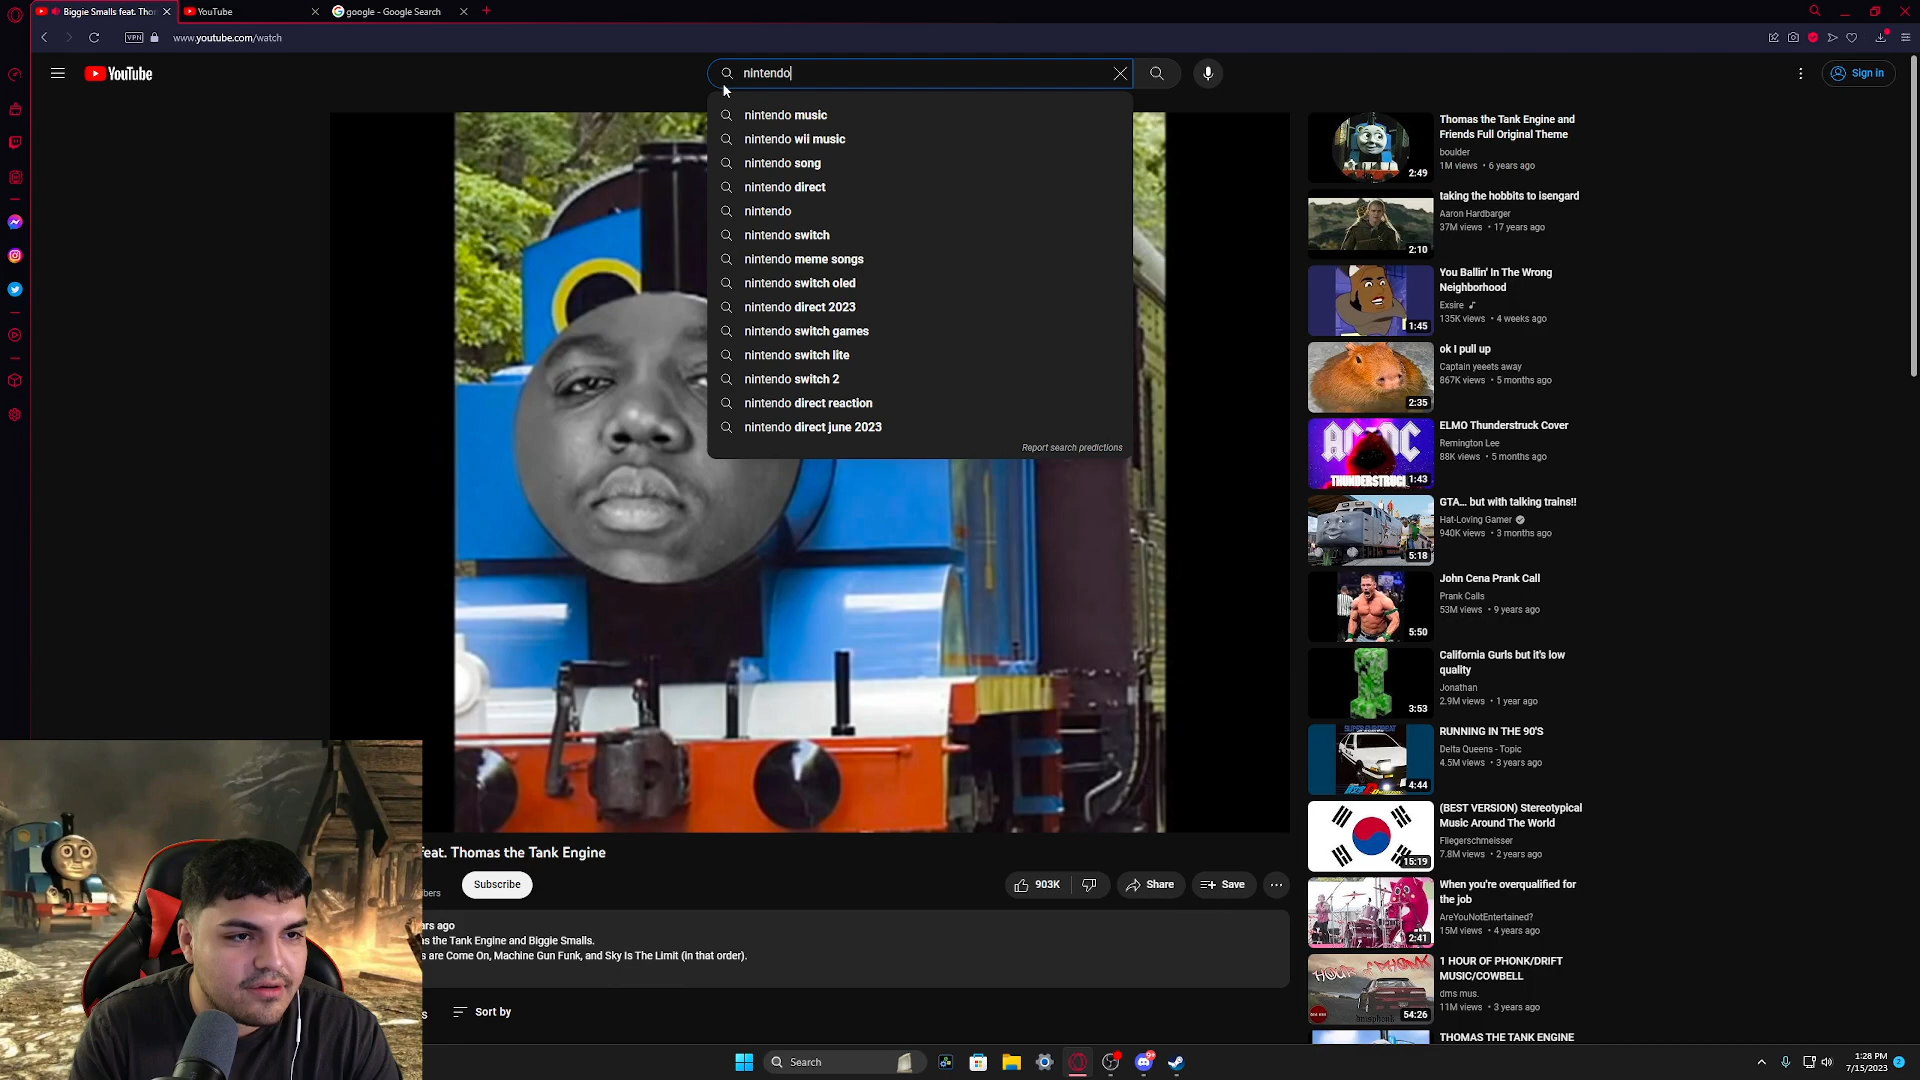 Biggie Smalls feat. Tho
YouTube
google - Google Search
VPN
www.youtube.com/watch
YouTube
nintendo
Sign in
nintendo music
nintendo wii music
nintendo song
nintendo direct
nintendo
nintendo switch
nintendo meme songs
nintendo switch oled
nintendo direct 2023
nintendo switch games
nintendo switch lite
nintendo switch 2
nintendo direct reaction
nintendo direct june 2023
Report search predictions
Thomas the Tank Engine and
Friends Full Original Theme
boulder
1M views • 6 years ago
2:49
taking the hobbits to isengard
Aaron Hardbarger
37M views • 17 years ago
2:10
You Ballin' In The Wrong
Neighborhood
Exsire
135K views • 4 weeks ago
1:45
ok I pull up
Captain yeeets away
867K views • 5 months ago
2:35
ELMO Thunderstruck Cover
Remington Lee
88K views • 5 months ago
AC DC
THUNDERSTRUCK
1:43
GTA... but with talking trains!!
Hat-Loving Gamer
940K views • 3 months ago
5:18
John Cena Prank Call
Prank Calls
53M views • 9 years ago
5:50
California Gurls but it's low
quality
Jonathan
2.9M views • 1 year ago
3:53
RUNNING IN THE 90'S
Delta Queens - Topic
4.5M views • 3 years ago
SUPER EUROBEAT
4:44
(BEST VERSION) Stereotypical
Music Around The World
Fliegerschmeisser
7.8M views • 2 years ago
15:19
When you're overqualified for
the job
AreYouNotEntertained?
15M views • 4 years ago
2:41
1 HOUR OF PHONK/DRIFT
MUSIC/COWBELL
dms mus.
11M views • 3 years ago
HOUR of PHONK
54:26
THOMAS THE TANK ENGINE
feat. Thomas the Tank Engine
bers
Subscribe
903K
Share
Save
ars ago
as the Tank Engine and Biggie Smalls.
s are Come On, Machine Gun Funk, and Sky Is The Limit (in that order).
s
Sort by
Search
9+
1:28 PM
7/15/2023
2